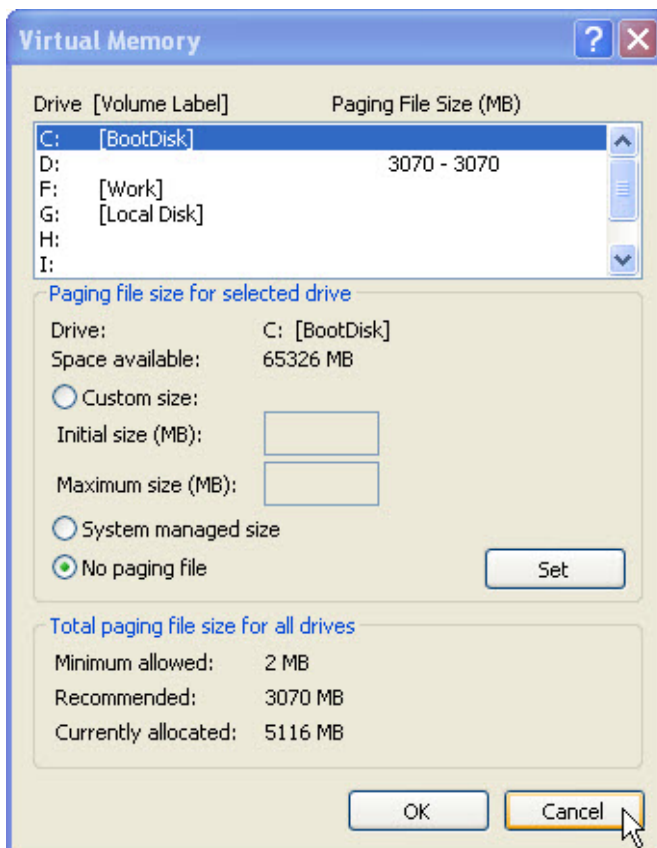 Virtual Memory
Drive [Volume Label] Paging File Size (MB)
C: [BootDisk]
D: 3070 - 3070
F: [Work]
G: [Local Disk]
H:
I:
Paging file size for selected drive
Drive: C: [BootDisk]
Space available: 65326 MB
Custom size:
Initial size (MB):
Maximum size (MB):
System managed size
No paging file
Set
Total paging file size for all drives
Minimum allowed: 2 MB
Recommended: 3070 MB
Currently allocated: 5116 MB
OK Cancel